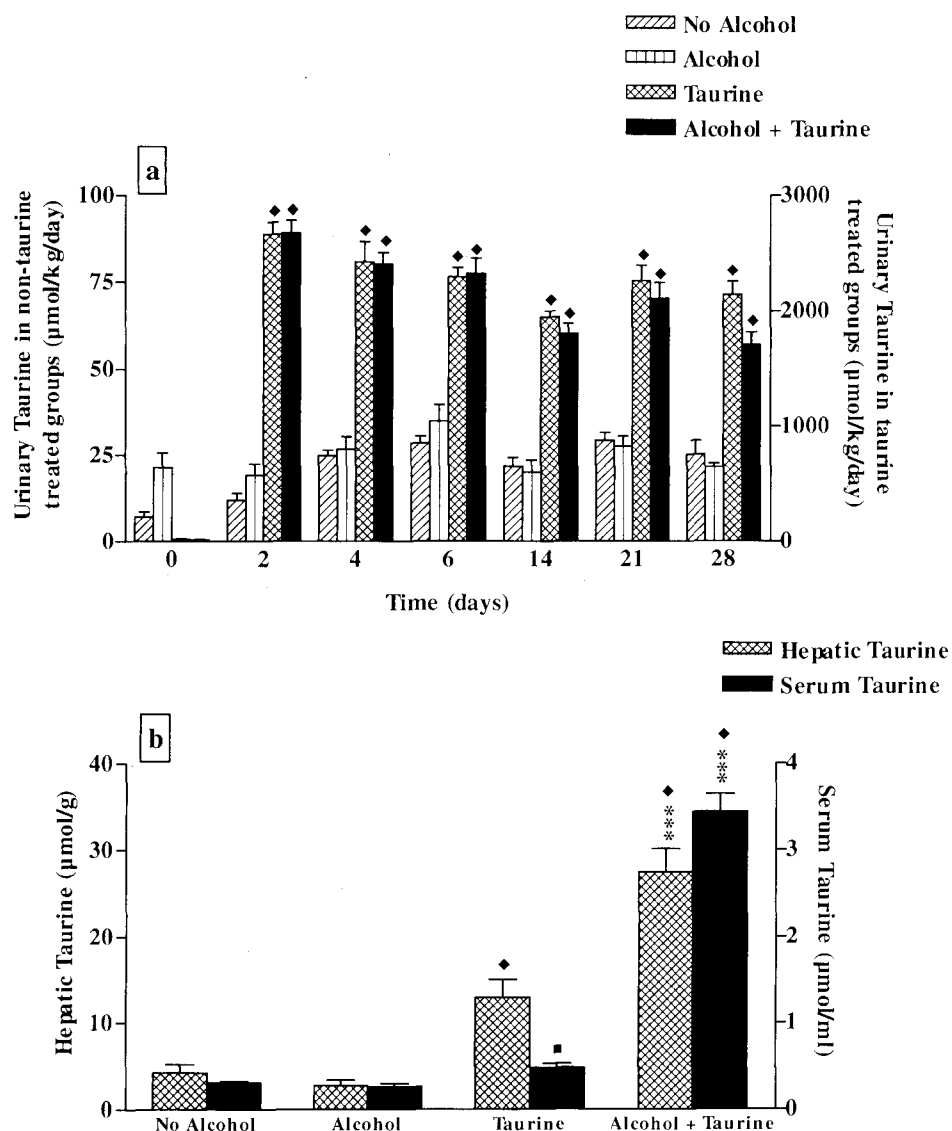 No Alcohol
Alcohol
Taurine
Alcohol + Taurine
a
Urinary Taurine in non-taurine
treated groups (µmol/kg/day)
100
75
50
25
0
3000
2000
1000
0
Urinary Taurine in taurine
treated groups (µmol/kg/day)
0 2 4 6 14 21 28
Time (days)
Hepatic Taurine
Serum Taurine
b
Hepatic Taurine (µmol/g)
40
30
20
10
0
***
***
4
3
2
1
0
Serum Taurine (µmol/ml)
No Alcohol Alcohol Taurine Alcohol + Taurine